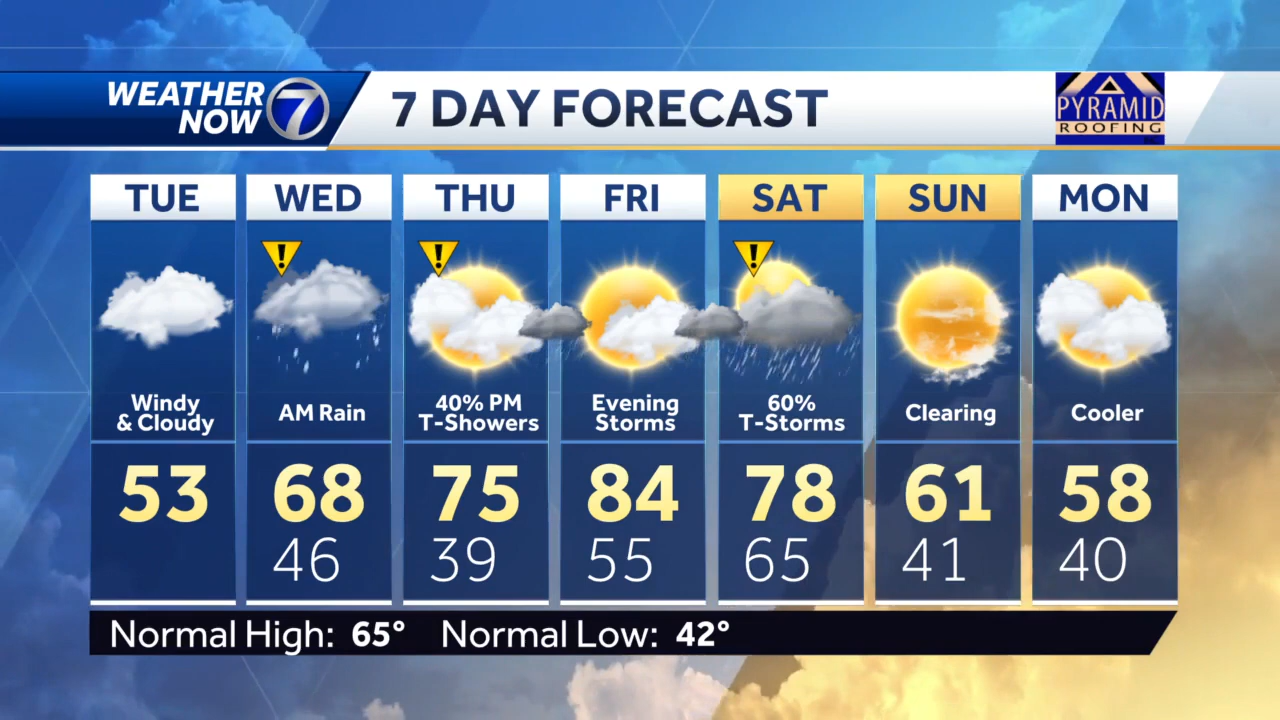 WEATHER
NOW 7
7 DAY FORECAST
PYRAMID
ROOFING
TUE
WED
THU
FRI
SAT
SUN
MON
!
!
!
Windy
& Cloudy
AM Rain
40% PM
T-Showers
Evening
Storms
60%
T-Storms
Clearing
Cooler
53
68
75
84
78
61
58
46
39
55
65
41
40
Normal High: 65° Normal Low: 42°